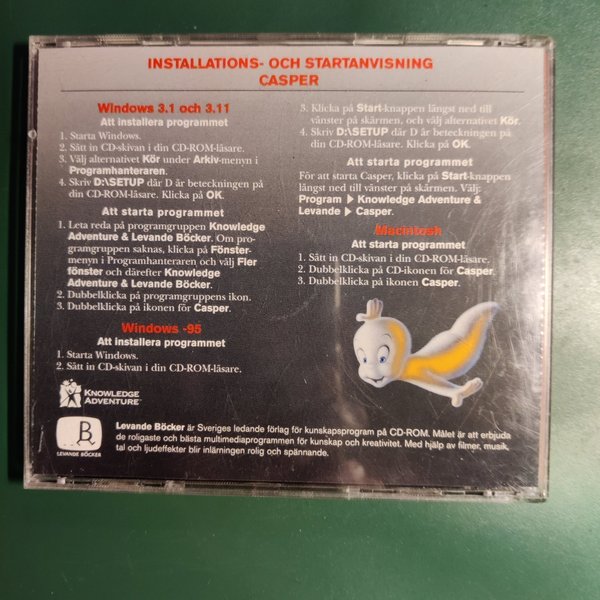 INSTALLATIONS- OCH STARTANVISNING
CASPER
Windows 3.1 och 3.11
Att installera programmet
1. Starta Windows.
2. Sätt in CD-skivan i din CD-ROM-läsare.
3. Välj alternativet Kör under Arkiv-menyn i
Programhanteraren.
4. Skriv D:\SETUP där D är beteckningen på
din CD-ROM-läsare. Klicka på OK.
Att starta programmet
1. Leta reda på programgruppen Knowledge
Adventure & Levande Böcker. Om pro-
gramgruppen saknas, klicka på Fönster-
menyn i Programhanteraren och välj Fler
fönster och därefter Knowledge
Adventure & Levande Böcker.
2. Dubbelklicka på programgruppens ikon.
3. Dubbelklicka på ikonen för Casper.
Windows -95
Att installera programmet
1. Starta Windows.
2. Sätt in CD-skivan i din CD-ROM-läsare.
3. Klicka på Start-knappen längst ned till
vänster på skärmen, och välj alternativet Kör.
4. Skriv D:\SETUP där D är beteckningen på
din CD-ROM-läsare. Klicka på OK.
Att starta programmet
För att starta Casper, klicka på Start-knappen
längst ned till vänster på skärmen. Välj:
Program ▶ Knowledge Adventure &
Levande ▶ Casper.
Macintosh
Att starta programmet
1. Sätt in CD-skivan i din CD-ROM-läsare.
2. Dubbelklicka på CD-ikonen för Casper.
3. Dubbelklicka på ikonen Casper.
KNOWLEDGE
ADVENTURE™
B
LEVANDE BÖCKER
Levande Böcker är Sveriges ledande förlag för kunskapsprogram på CD-ROM. Målet är att erbjuda
de roligaste och bästa multimediaprogrammen för kunskap och kreativitet. Med hjälp av filmer, musik,
tal och ljudeffekter blir inlärningen rolig och spännande.